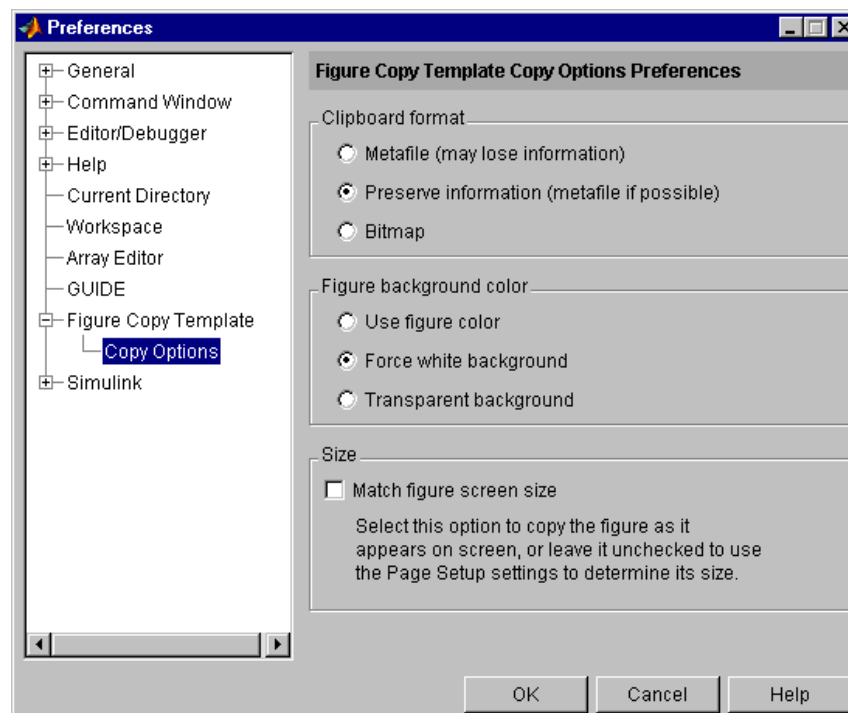 Preferences
General
Command Window
Editor/Debugger
Help
Current Directory
Workspace
Array Editor
GUIDE
Figure Copy Template
Copy Options
Simulink
Figure Copy Template Copy Options Preferences
Clipboard format
Metafile (may lose information)
Preserve information (metafile if possible)
Bitmap
Figure background color
Use figure color
Force white background
Transparent background
Size
Match figure screen size
Select this option to copy the figure as it
appears on screen, or leave it unchecked to use
the Page Setup settings to determine its size.
OK
Cancel
Help